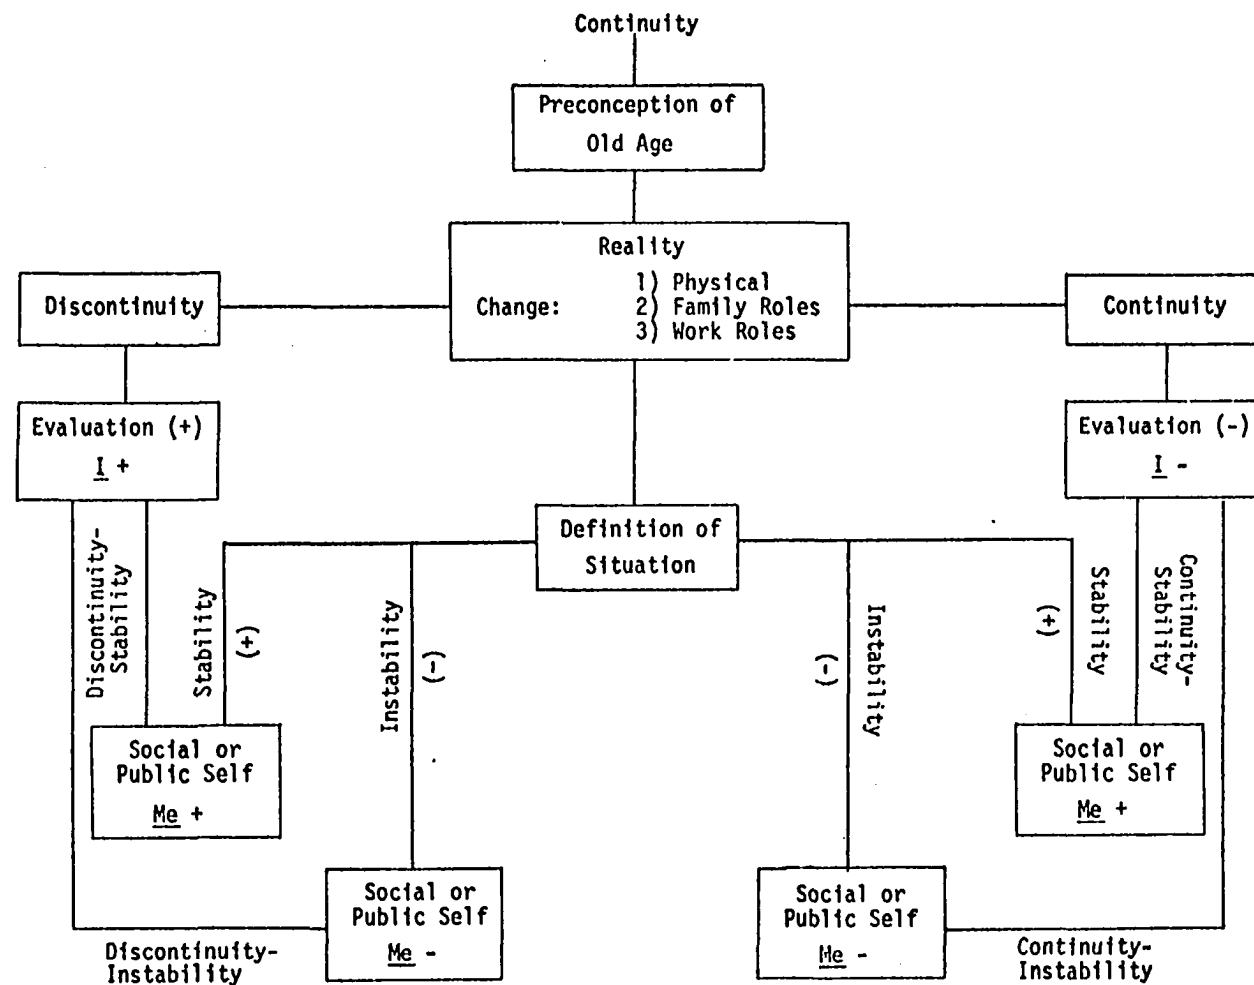 Continuity
Preconception of
Old Age
Reality
Change:
1) Physical
2) Family Roles
3) Work Roles
Discontinuity
Continuity
Evaluation (+)
I +
Evaluation (-)
I -
Definition of
Situation
Discontinuity-
Stability
Stability
(+)
Instability
(-)
Instability
(-)
(+)
Stability
Continuity-
Stability
Social or
Public Self
Me +
Social or
Public Self
Me +
Social or
Public Self
Me -
Social or
Public Self
Me -
Discontinuity-
Instability
Continuity-
Instability